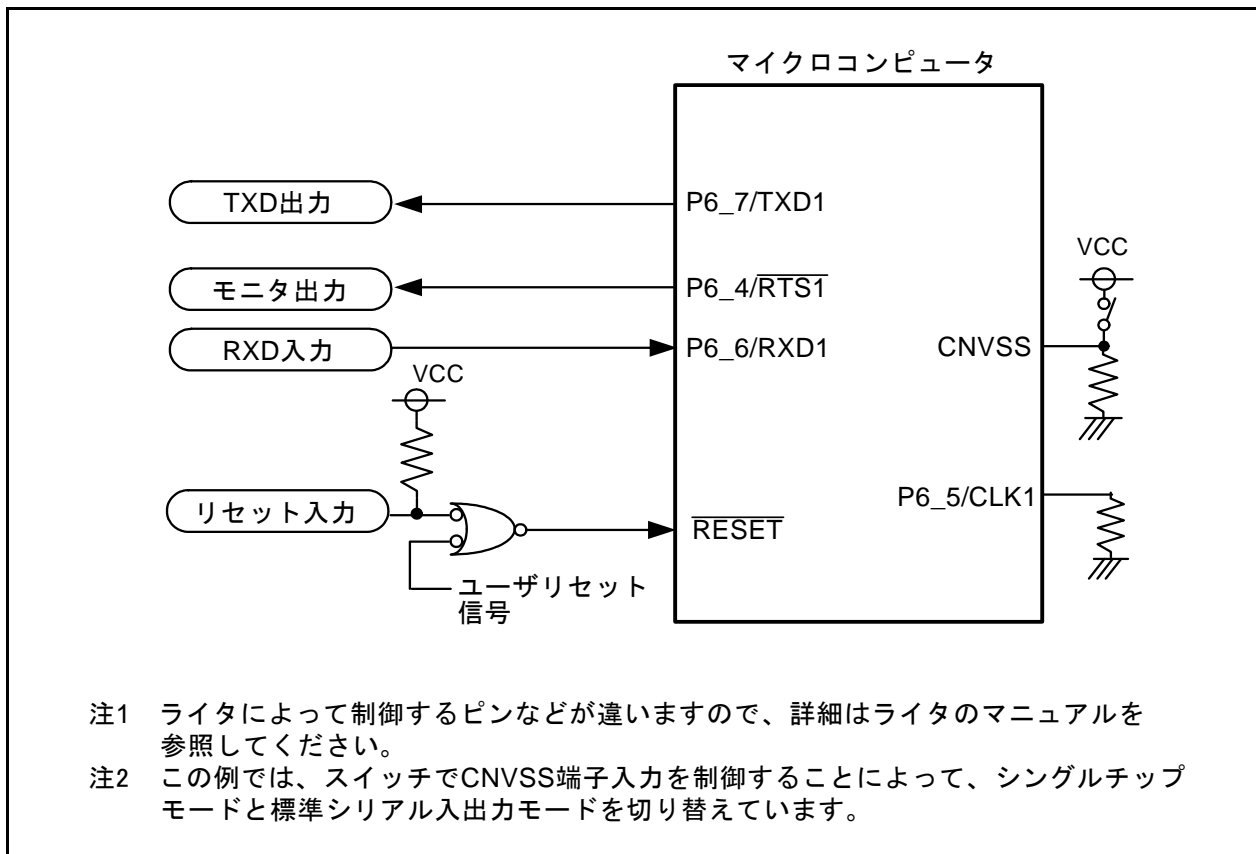 マイクロコンピュータ
TXD出力
P6_7/TXD1
VCC
モニタ出力
P6_4/RTS1
RXD入力
P6_6/RXD1
CNVSS
VCC
リセット入力
P6_5/CLK1
RESET
ユーザリセット
信号
注1 ライタによって制御するピンなどが違いますので、詳細はライタのマニュアルを
参照してください。
注2 この例では、スイッチでCNVSS端子入力を制御することによって、シングルチップ
モードと標準シリアル入出力モードを切り替えています。